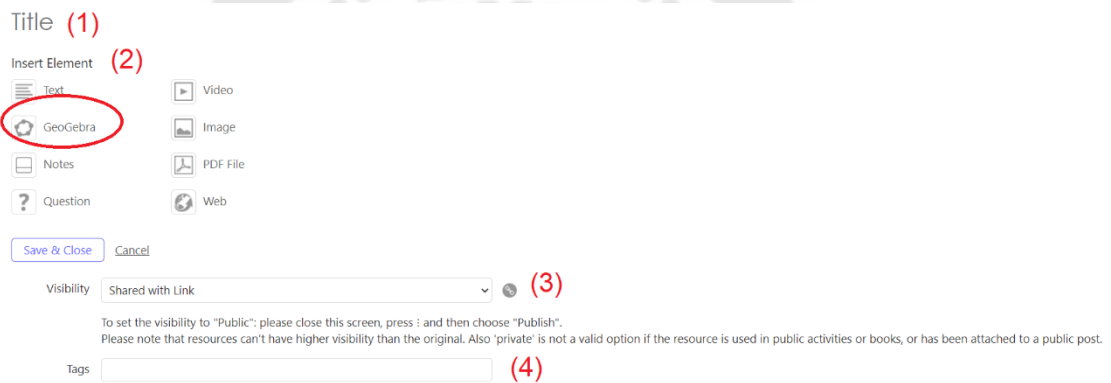 Title (1)
Insert Element (2)
Text Video
GeoGebra Image
Notes PDF File
? Question Web
Save & Close Cancel
Visibility Shared with Link (3)
To set the visibility to "Public": please close this screen, press ⋮ and then choose "Publish".
Please note that resources can't have higher visibility than the original. Also 'private' is not a valid option if the resource is used in public activities or books, or has been attached to a public post.
Tags (4)